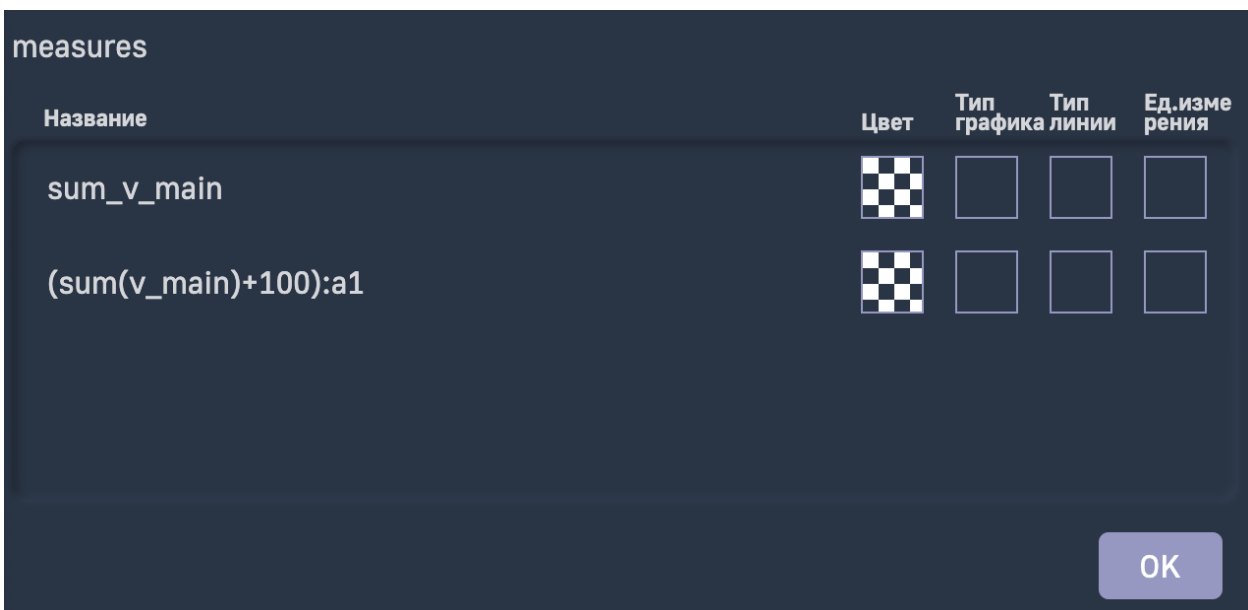 measures
Название
Цвет
Тип
графика
Тип
линии
Ед.изме
рения
sum_v_main
(sum(v_main)+100):a1
OK